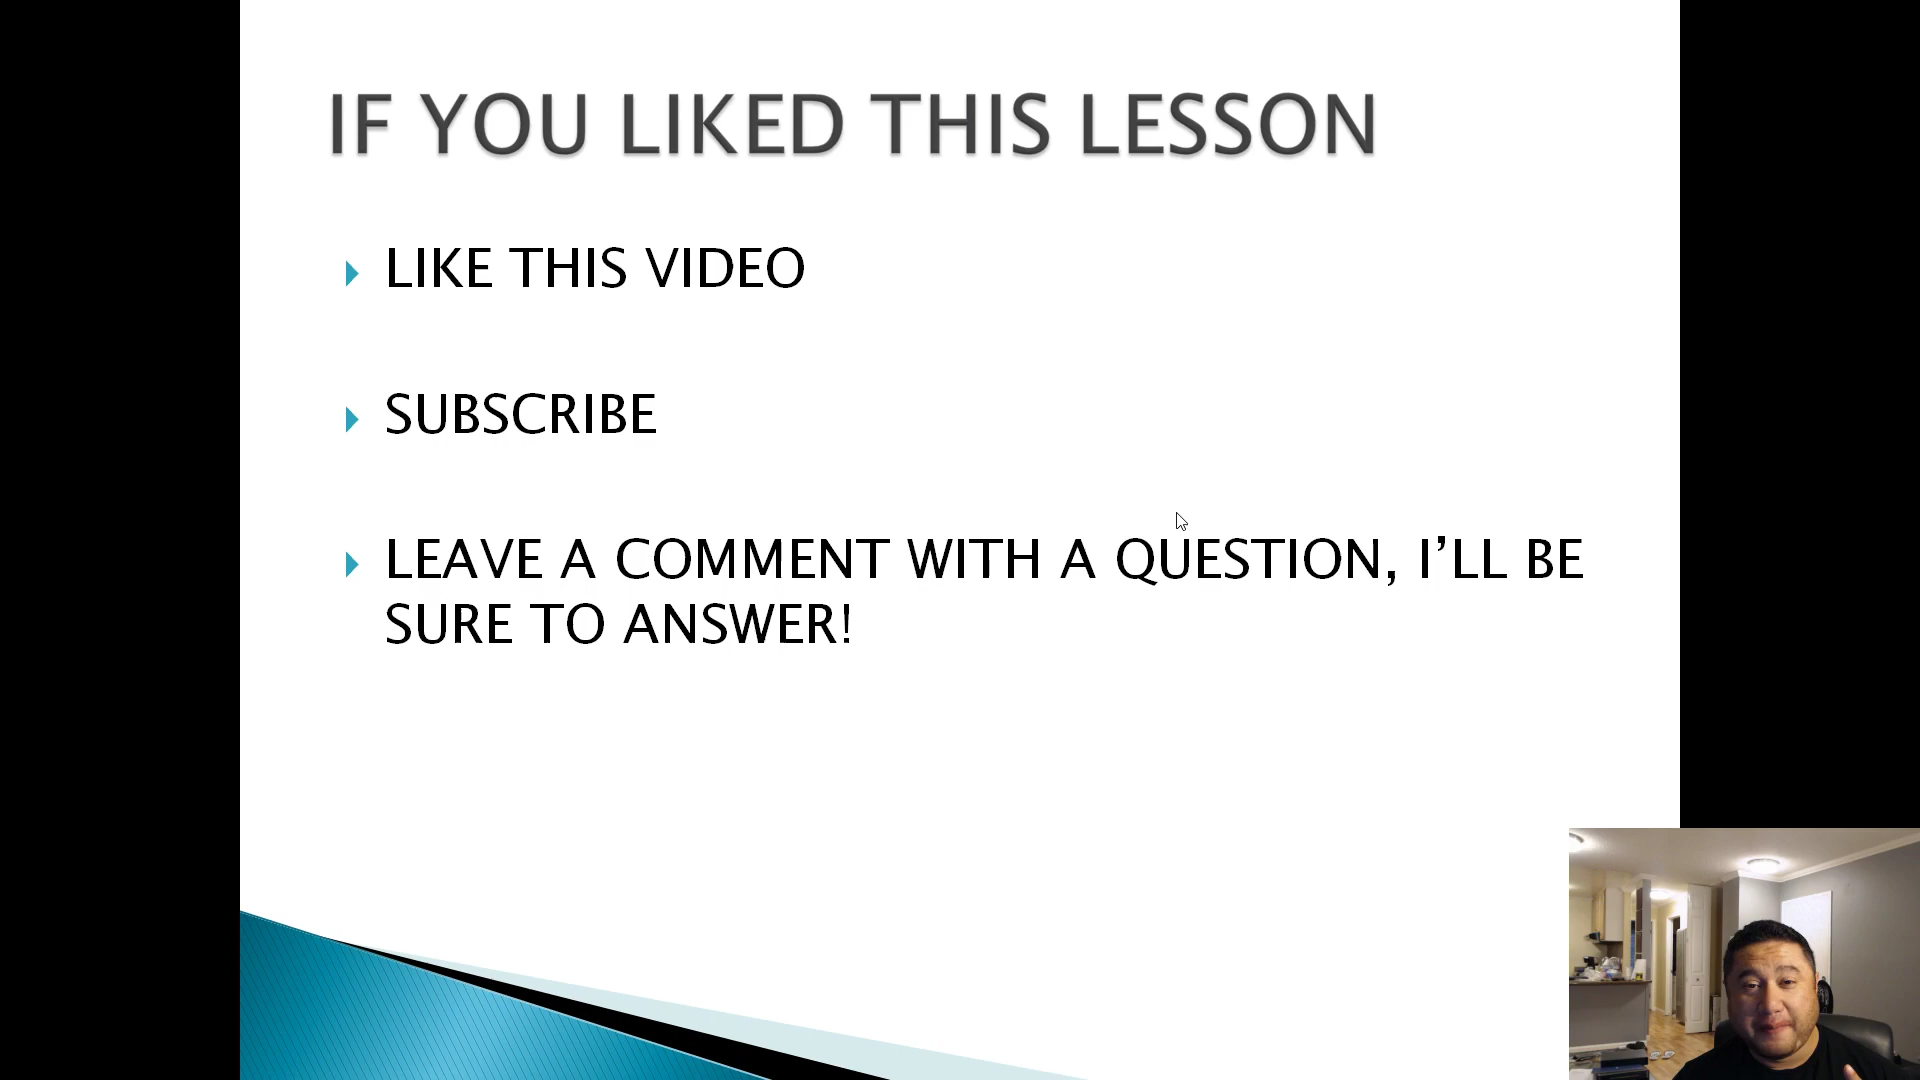 IF YOU LIKED THIS LESSON
LIKE THIS VIDEO
SUBSCRIBE
LEAVE A COMMENT WITH A QUESTION, I’LL BE
SURE TO ANSWER!